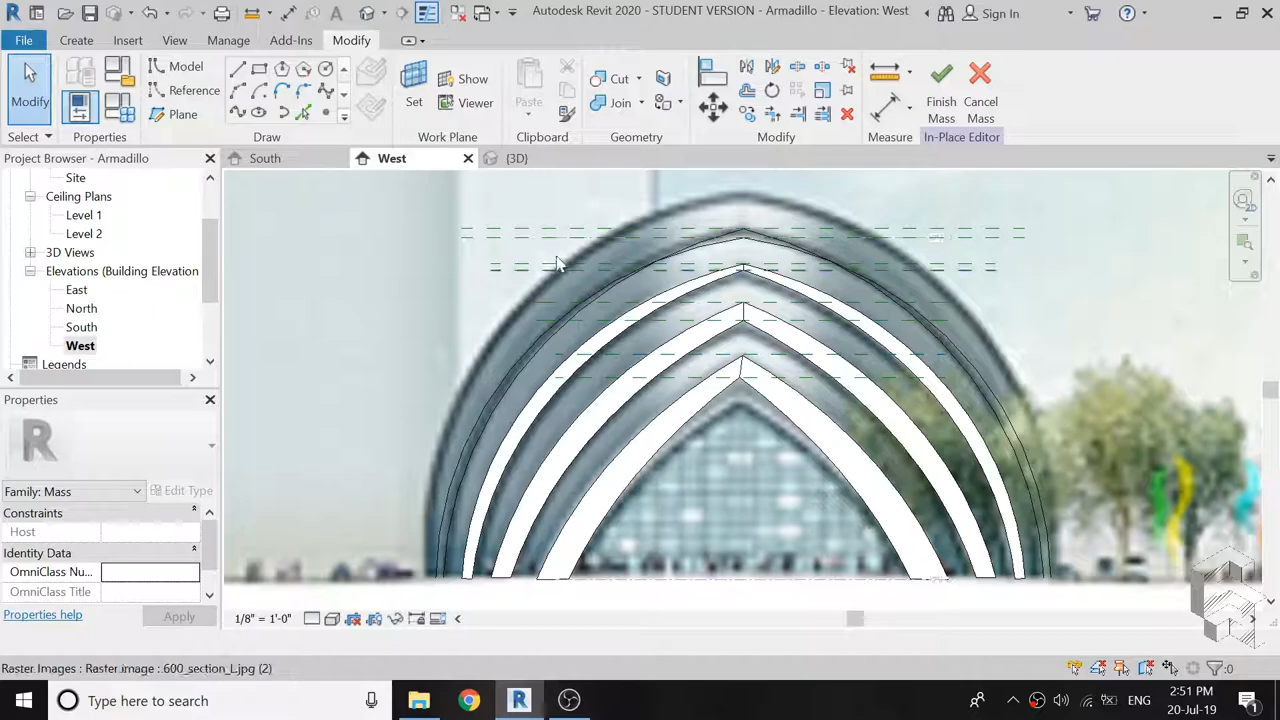 Autodesk Revit 2020 - STUDENT VERSION - Armadillo - Elevation: West
Sign In
File
Create
Insert
View
Manage
Add-Ins
Modify
Modify
Model
Reference
Plane
Set
Show
Viewer
Paste
Cut
Join
Finish Mass
Cancel Mass
Select
Properties
Draw
Work Plane
Clipboard
Geometry
Modify
Measure
In-Place Editor
Project Browser - Armadillo
South
West
{3D}
Site
Ceiling Plans
Level 1
Level 2
3D Views
Elevations (Building Elevation
East
North
South
West
Legends
Properties
R
Family: Mass
Edit Type
Constraints
Host
Identity Data
OmniClass Nu...
OmniClass Title
Properties help
Apply
1/8" = 1'-0"
Raster Images : Raster image : 600_section_L.jpg (2)
:0
Type here to search
ENG
2:51 PM
20-Jul-19